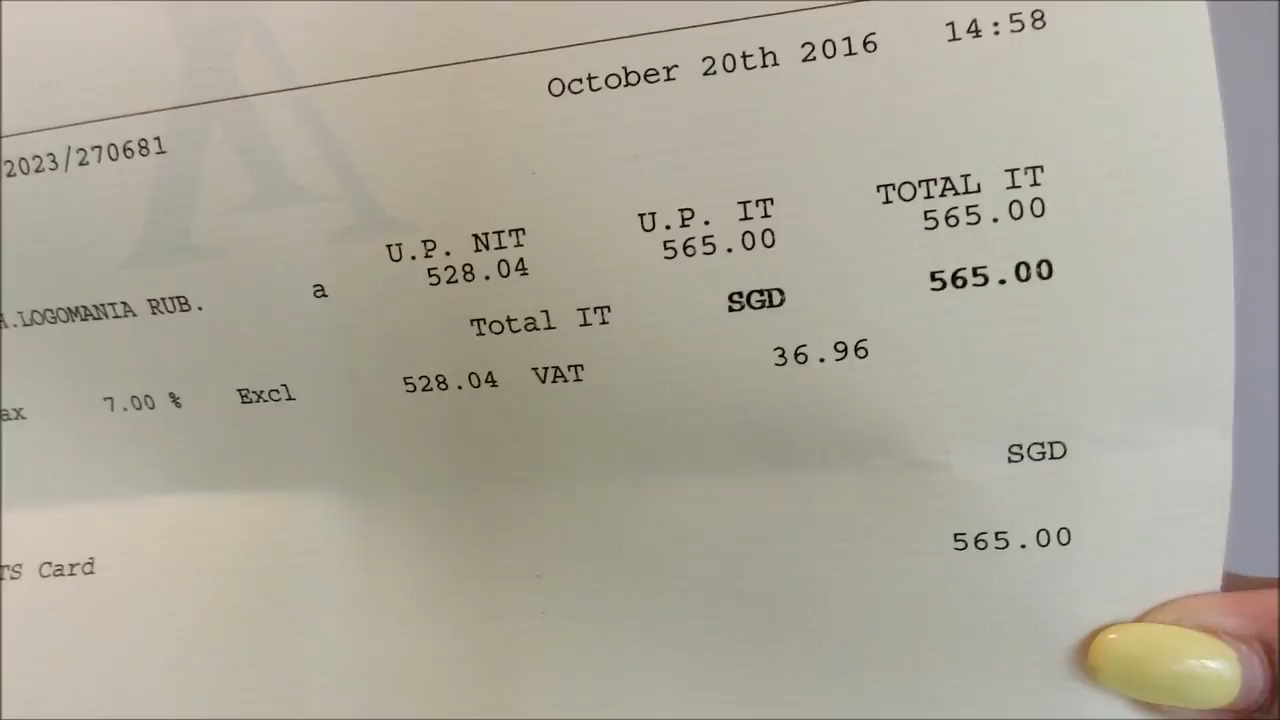 October 20th 2016 14:58
2023/270681
U.P. NIT U.P. IT TOTAL IT
a 528.04 565.00 565.00
.LOGOMANIA RUB.
Total IT SGD 565.00
ax 7.00 % Excl 528.04 VAT 36.96
SGD
TS Card 565.00